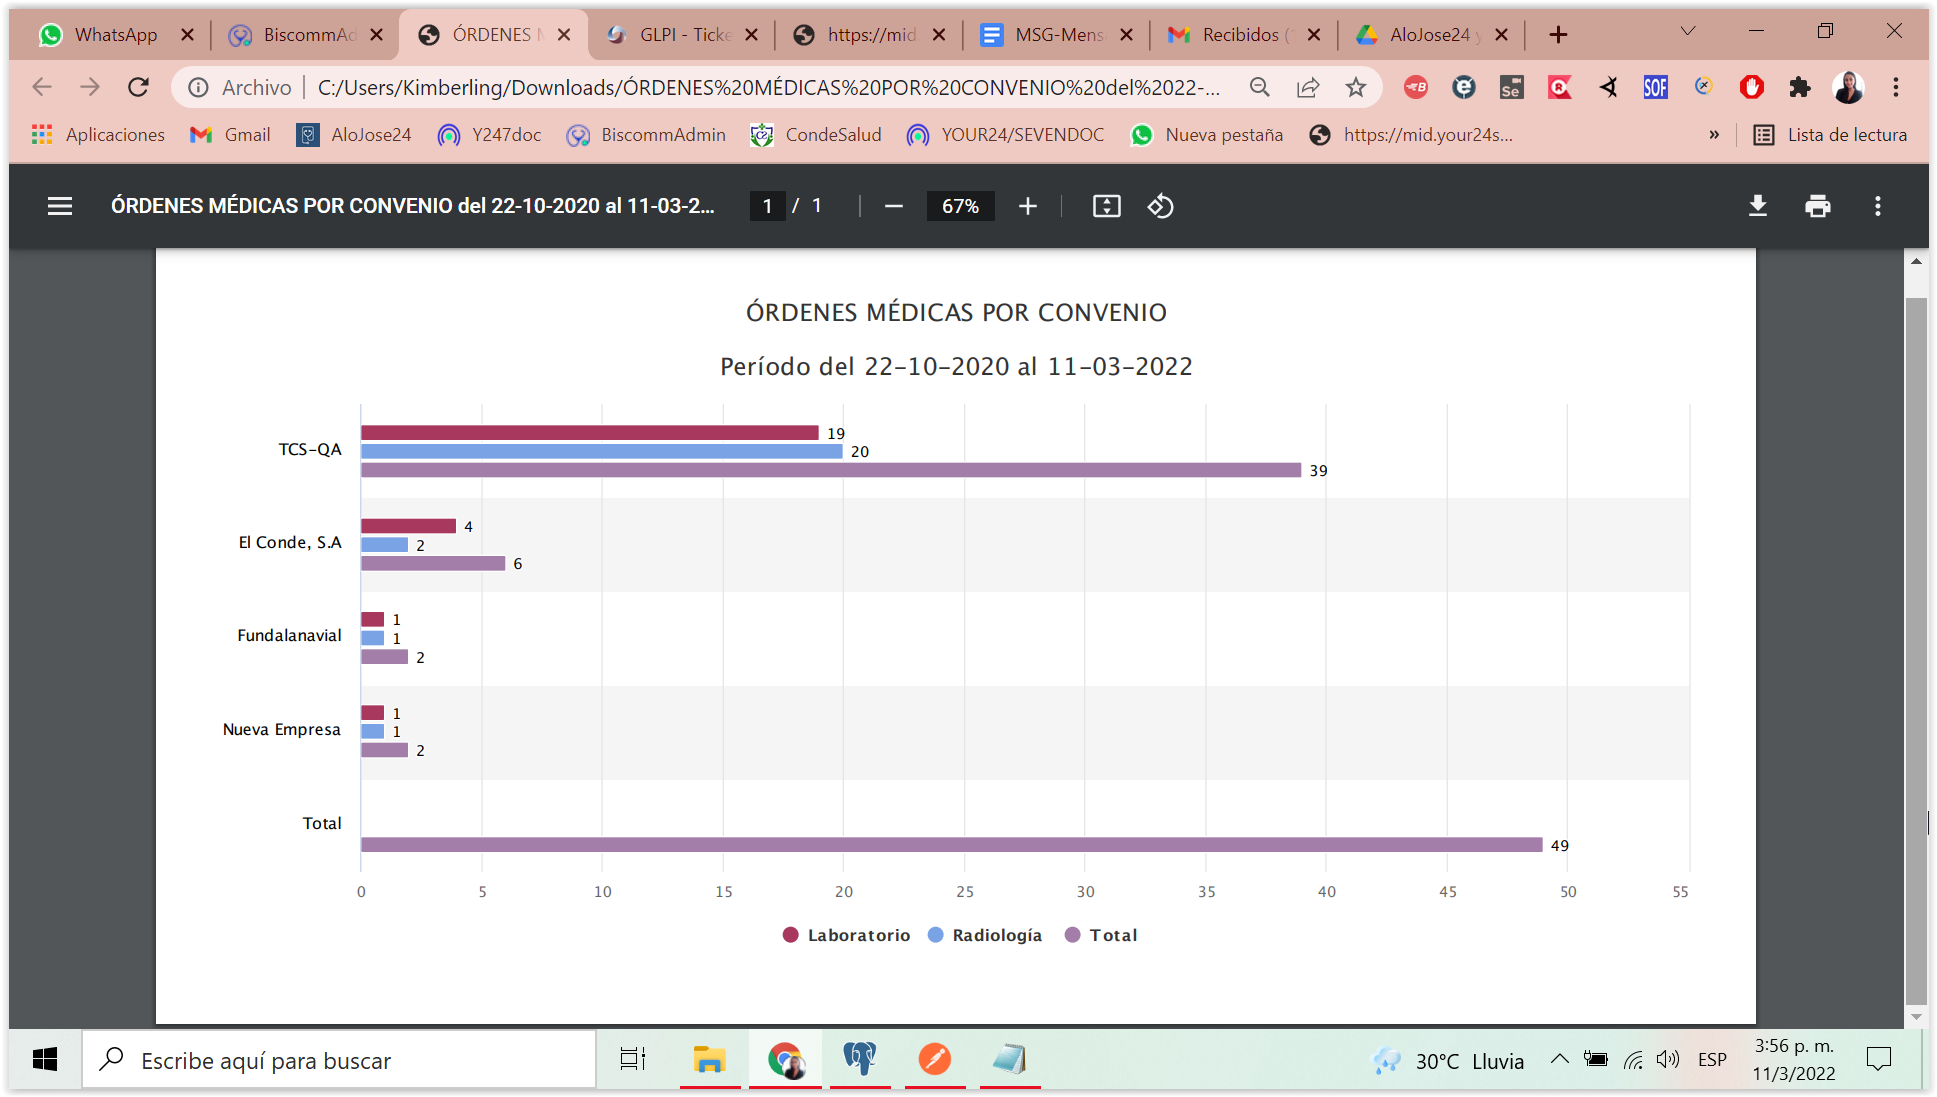 WhatsApp
BiscommAd
ÓRDENES M
GLPI - Ticke
https://mid.
MSG-Mens
Recibidos (
AloJose24 y
Archivo | C:/Users/Kimberling/Downloads/ÓRDENES%20MÉDICAS%20POR%20CONVENIO%20del%2022-...
Se
SOF
Aplicaciones
Gmail
AloJose24
Y247doc
BiscommAdmin
CondeSalud
YOUR24/SEVENDOC
Nueva pestaña
https://mid.your24s...
»
Lista de lectura
ÓRDENES MÉDICAS POR CONVENIO del 22-10-2020 al 11-03-2...
1 / 1
67%
ÓRDENES MÉDICAS POR CONVENIO
Período del 22-10-2020 al 11-03-2022
TCS-QA
19
20
39
El Conde, S.A
4
2
6
Fundalanavial
1
1
2
Nueva Empresa
1
1
2
Total
49
0 5 10 15 20 25 30 35 40 45 50 55
Laboratorio Radiología Total
Escribe aquí para buscar
30°C Lluvia
ESP
3:56 p. m.
11/3/2022